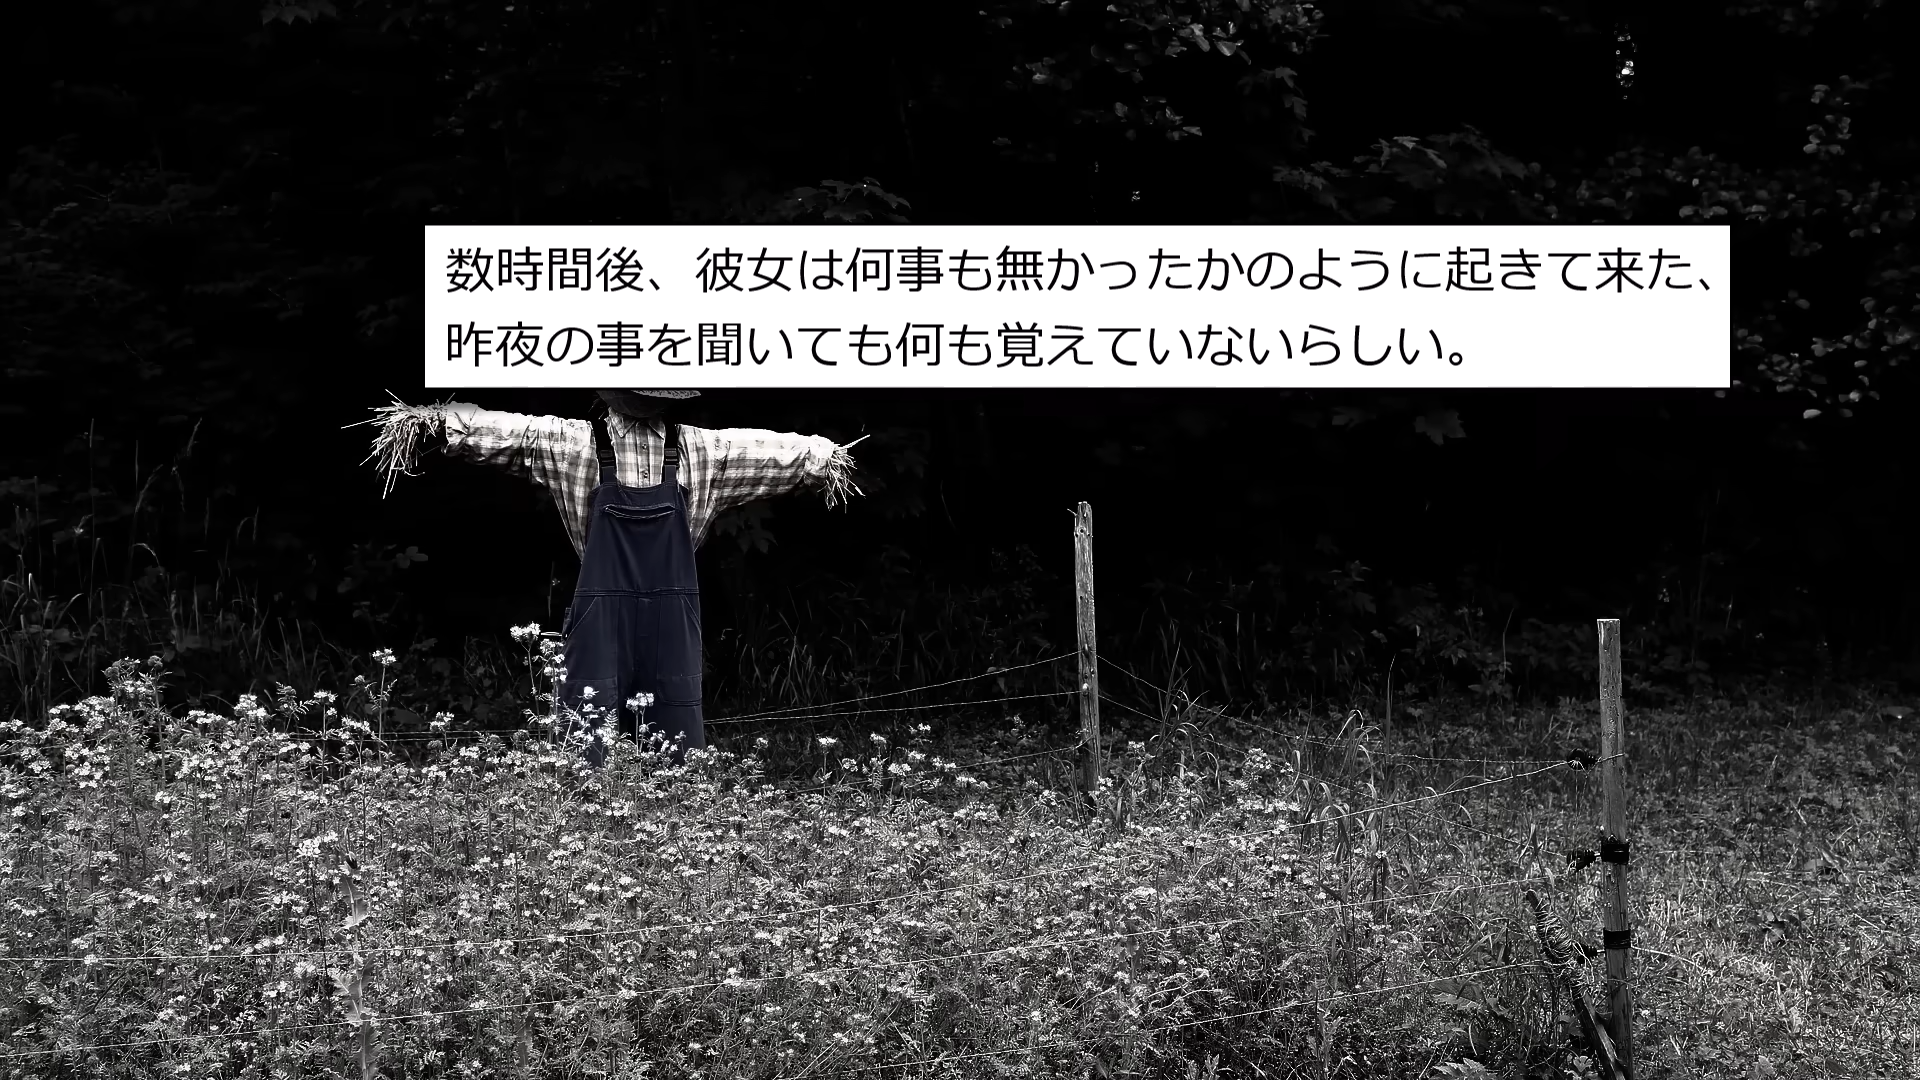 数時間後、彼女は何事も無かったかのように起きて来た、
昨夜の事を聞いても何も覚えていないらしい。